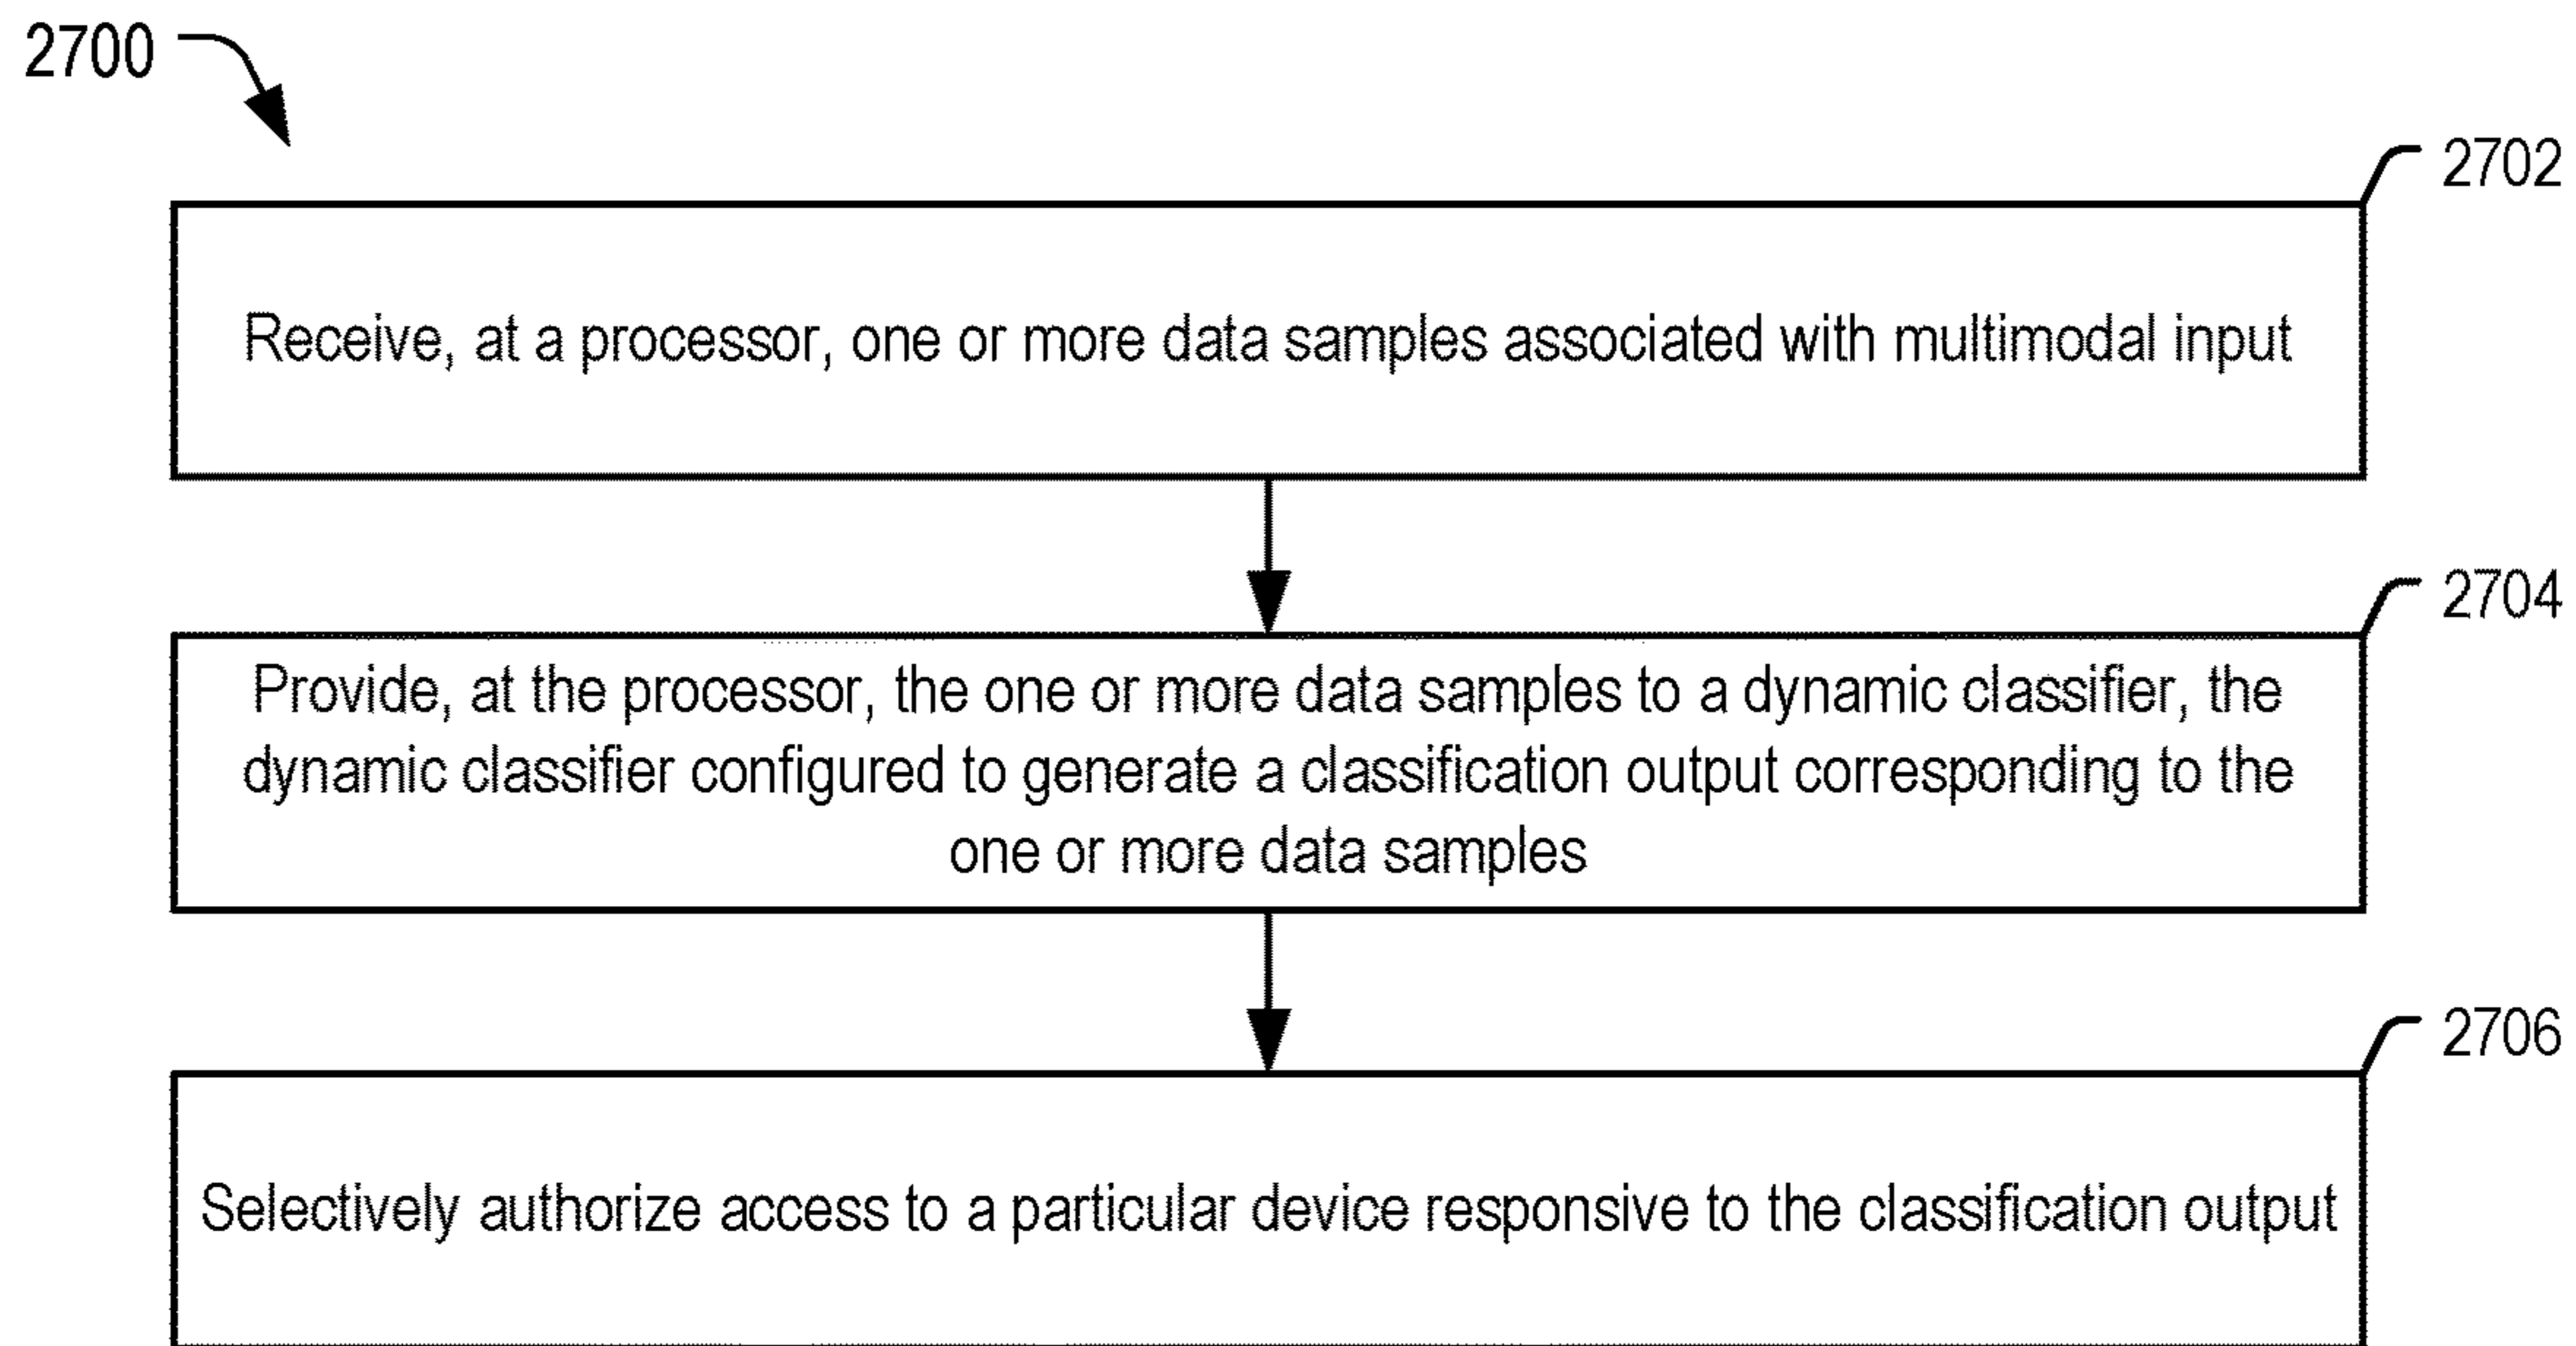 2700
2702
Receive, at a processor, one or more data samples associated with multimodal input
2704
Provide, at the processor, the one or more data samples to a dynamic classifier, the
dynamic classifier configured to generate a classification output corresponding to the
one or more data samples
2706
Selectively authorize access to a particular device responsive to the classification output